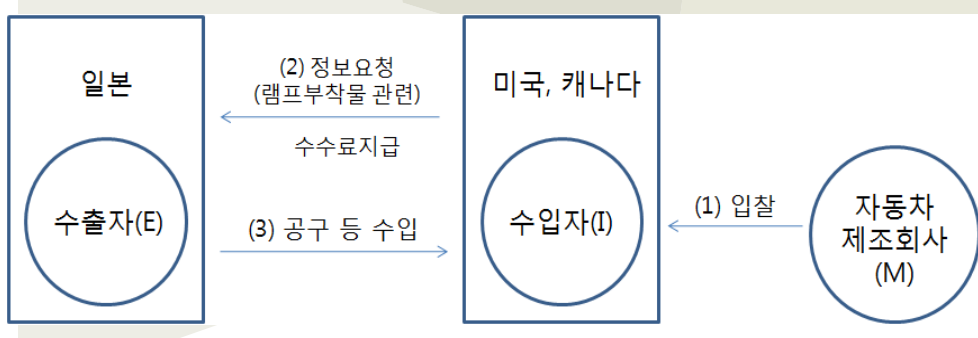 일본
(2) 정보요청
(램프부착물 관련)
수수료지급
수출자(E)
(3) 공구 등 수입
미국, 캐나다
수입자(I)
(1) 입찰
자동차
제조회사
(M)